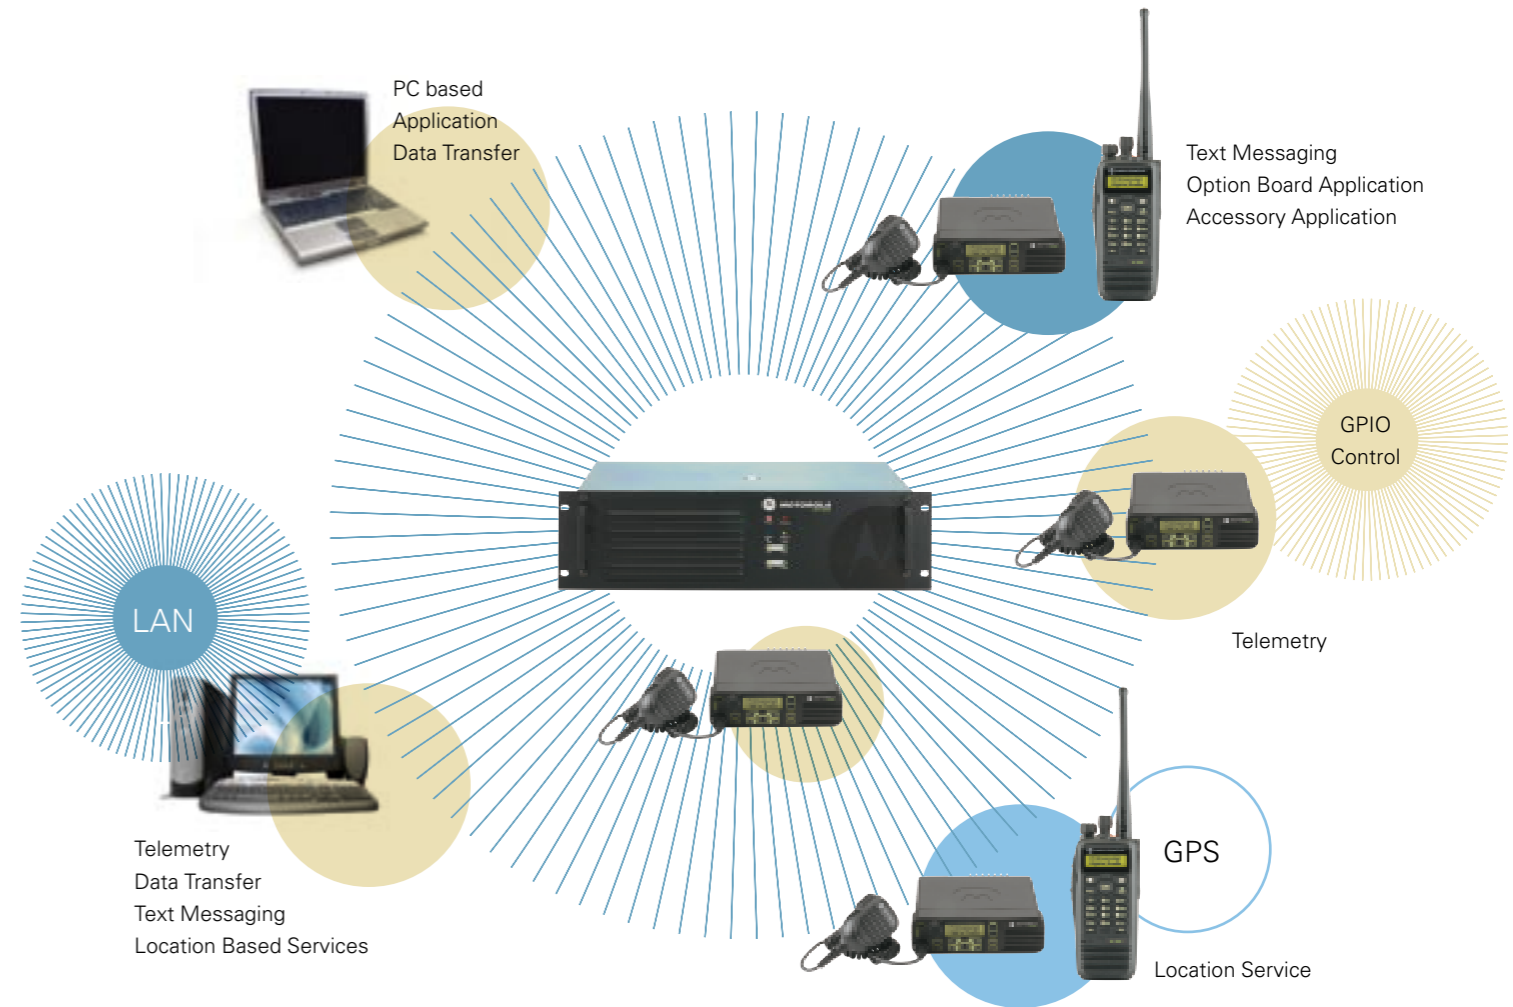 PC based
Application
Data Transfer
Text Messaging
Option Board Application
Accessory Application
GPIO
Control
MOTOROLA
LAN
Telemetry
Telemetry
Data Transfer
Text Messaging
Location Based Services
GPS
Location Service